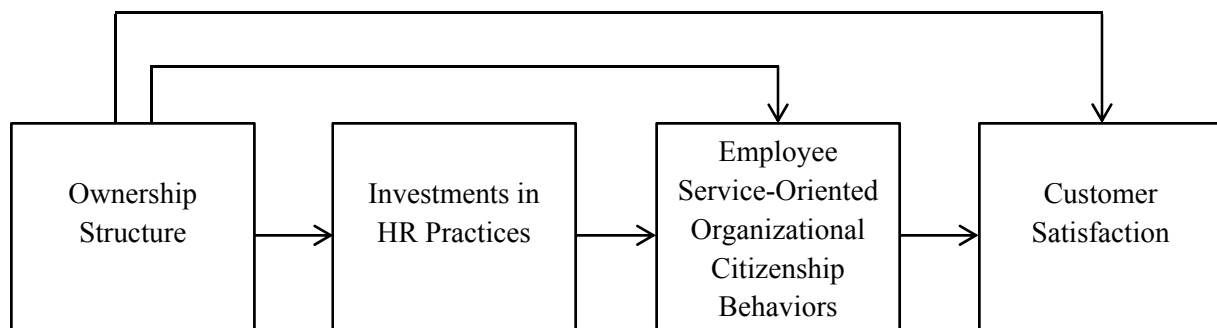 Ownership
Structure
Investments in
HR Practices
Employee
Service-Oriented
Organizational
Citizenship
Behaviors
Customer
Satisfaction